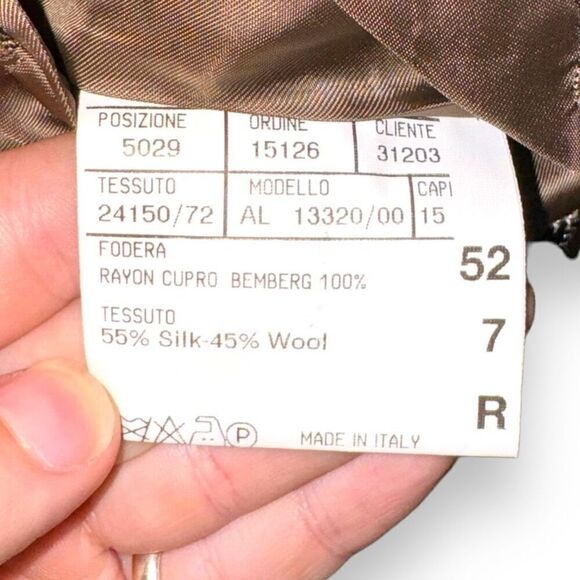 POSIZIONE ORDINE CLIENTE
5029 15126 31203
TESSUTO MODELLO CAPI
24150/72 AL 13320/00 15
FODERA
RAYON CUPRO BEMBERG 100%
52
TESSUTO
55% Silk-45% Wool
7
R
P
MADE IN ITALY